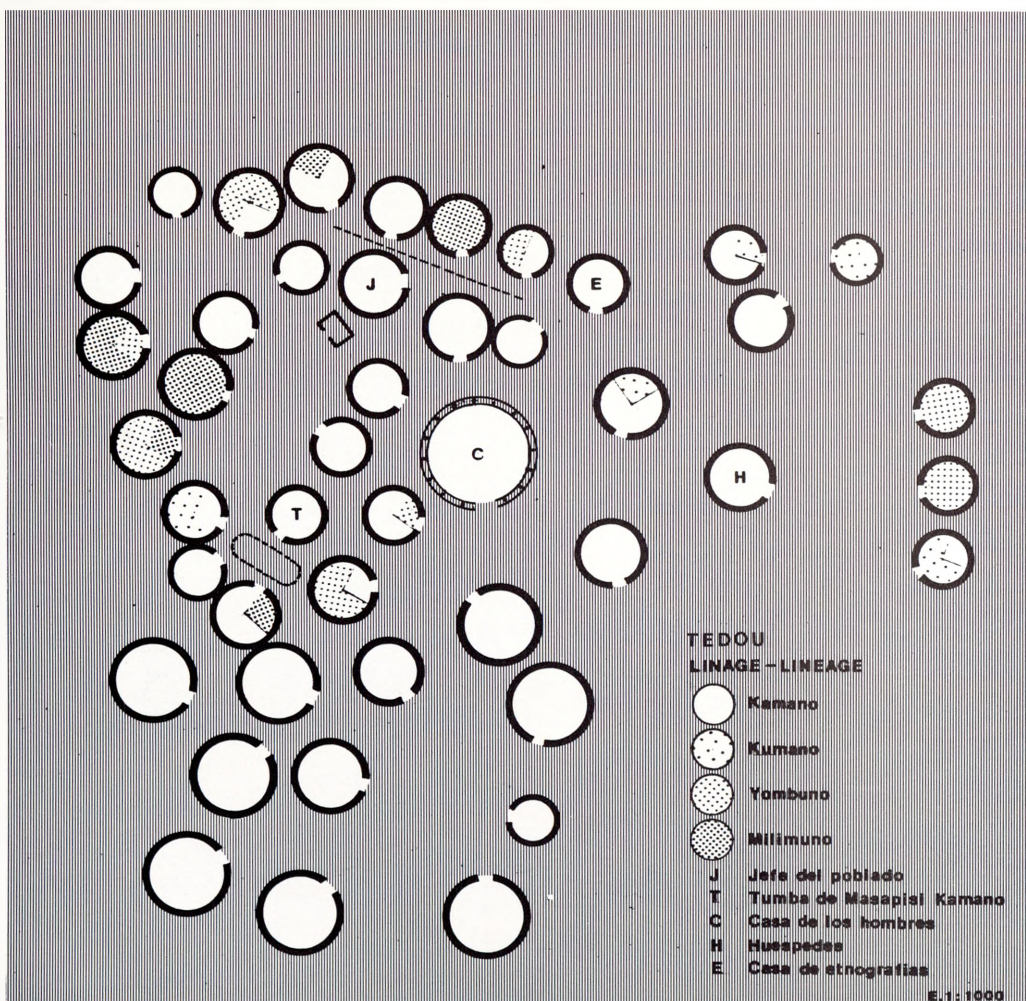 J
E
C
H
T
TEDOU
LINAGE-LINEAGE
Kamano
Kumano
Yombuno
Milimuno
J Jefe del poblado
T Tumba de Masapisi Kamano
C Casa de los hombres
H Huespedes
E Casa de etnografias
E.1:1000